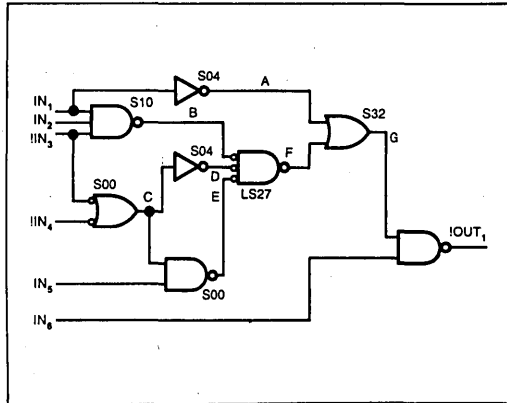 S04
A
IN₁
S10
IN₂
B
!IN₃
S32
S04
F
G
D
LS27
S00
C
E
!IN₄
!OUT₁
IN₅
S00
IN₆